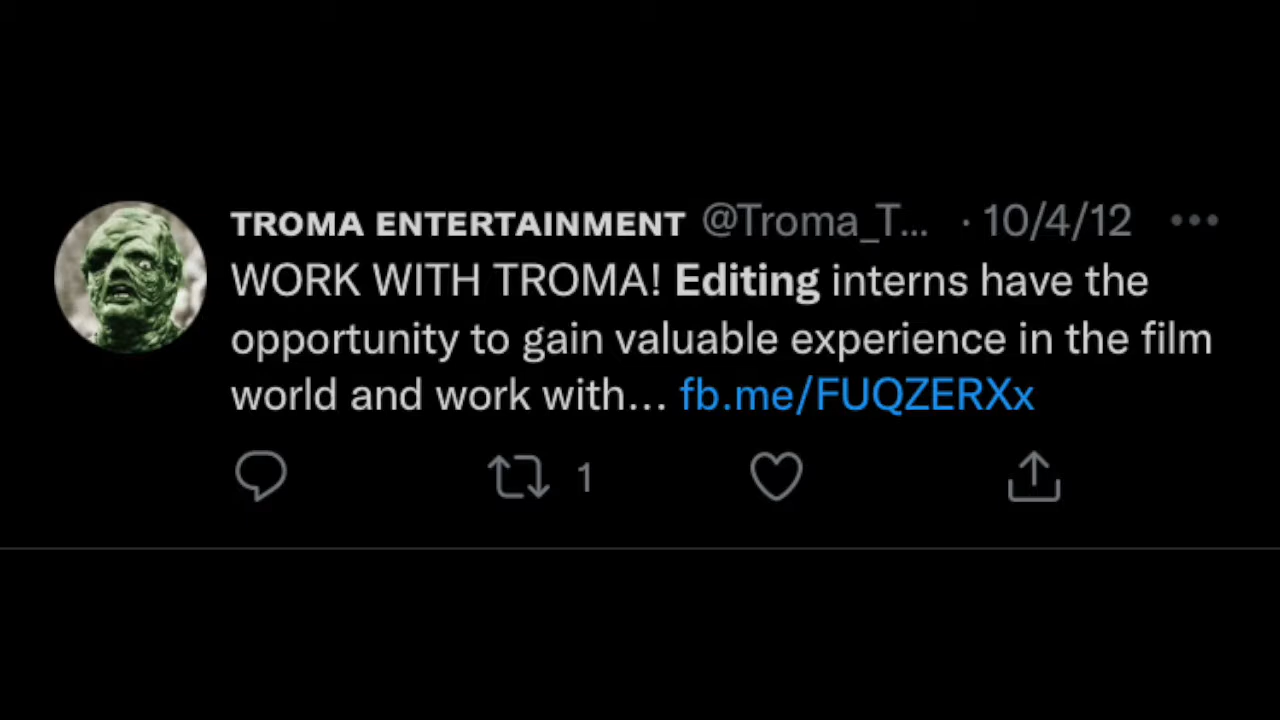 TROMA ENTERTAINMENT @Troma_T... · 10/4/12
WORK WITH TROMA! Editing interns have the
opportunity to gain valuable experience in the film
world and work with... fb.me/FUQZERXx
1